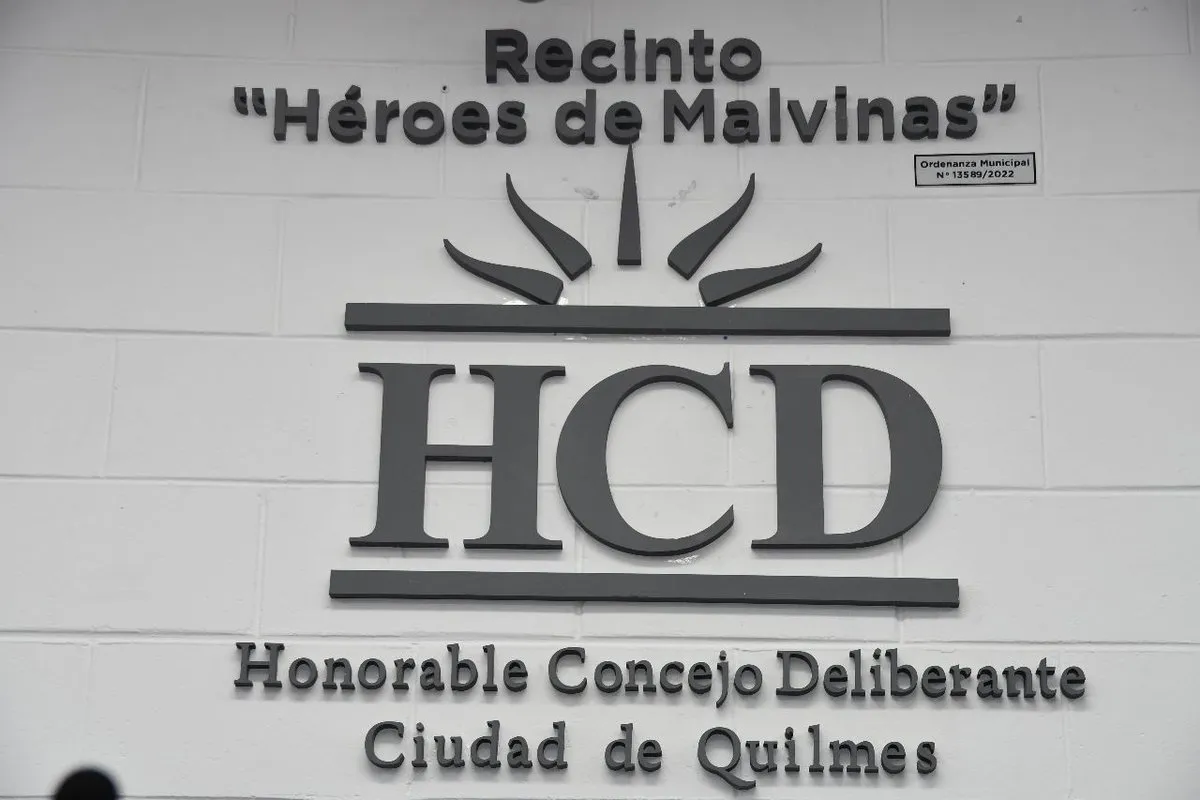 Recinto
"Héroes de Malvinas"
Ordenanza Municipal
N° 13589/2022
HCD
Honorable Concejo Deliberante
Ciudad de Quilmes